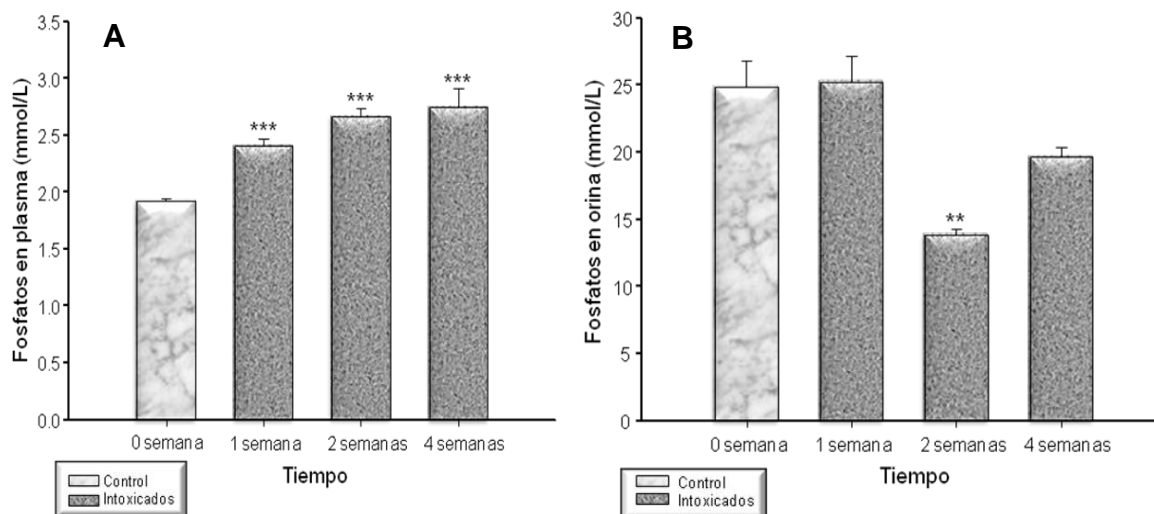 A
Fosfatos en plasma (mmol/L)
3.5
3.0
2.5
2.0
1.5
1.0
0.5
0.0
***
***
***
0 semana
1 semana
2 semanas
4 semanas
Tiempo
Control
Intoxicados
B
Fosfatos en orina (mmol/L)
30
25
20
15
10
5
0
**
0 semana
1 semana
2 semanas
4 semanas
Tiempo
Control
Intoxicados